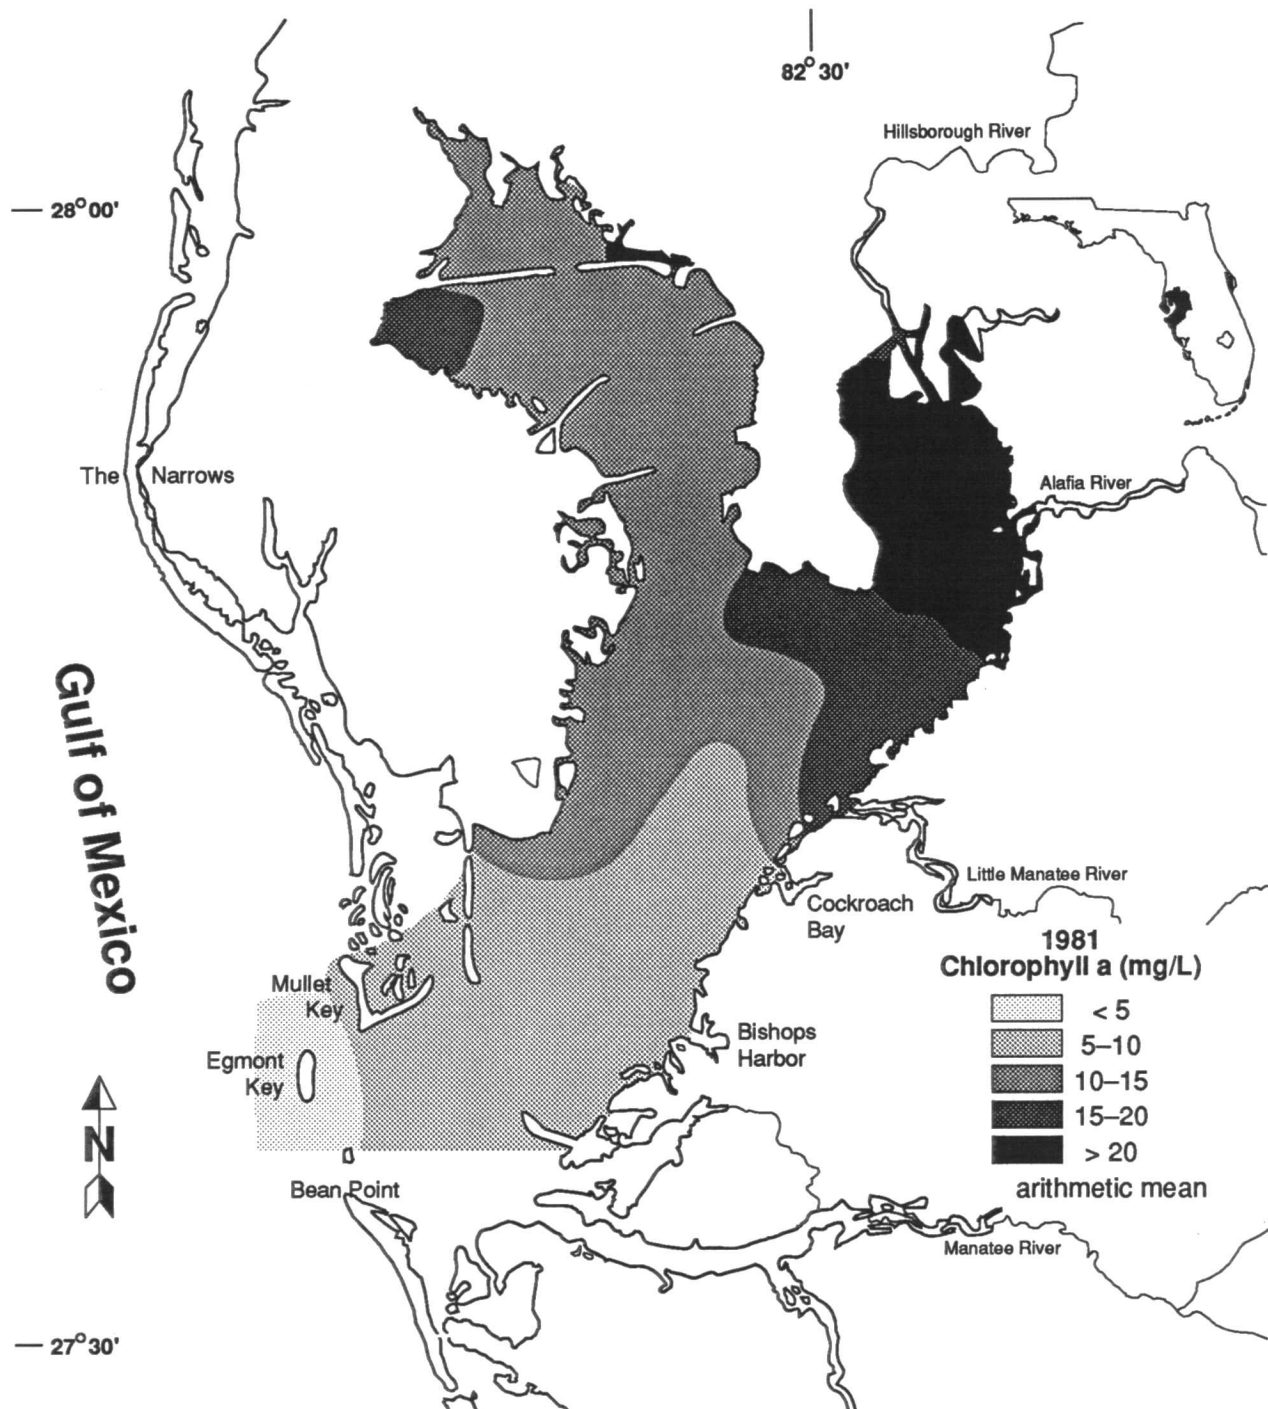 82°30'
Hillsborough River
28°00'
The Narrows
Alafia River
Gulf of Mexico
Little Manatee River
Cockroach
Bay
1981
Chlorophyll a (mg/L)
< 5
5–10
10–15
15–20
> 20
arithmetic mean
Mullet
Key
Bishops
Harbor
Egmont
Key
N
Bean Point
Manatee River
27°30'